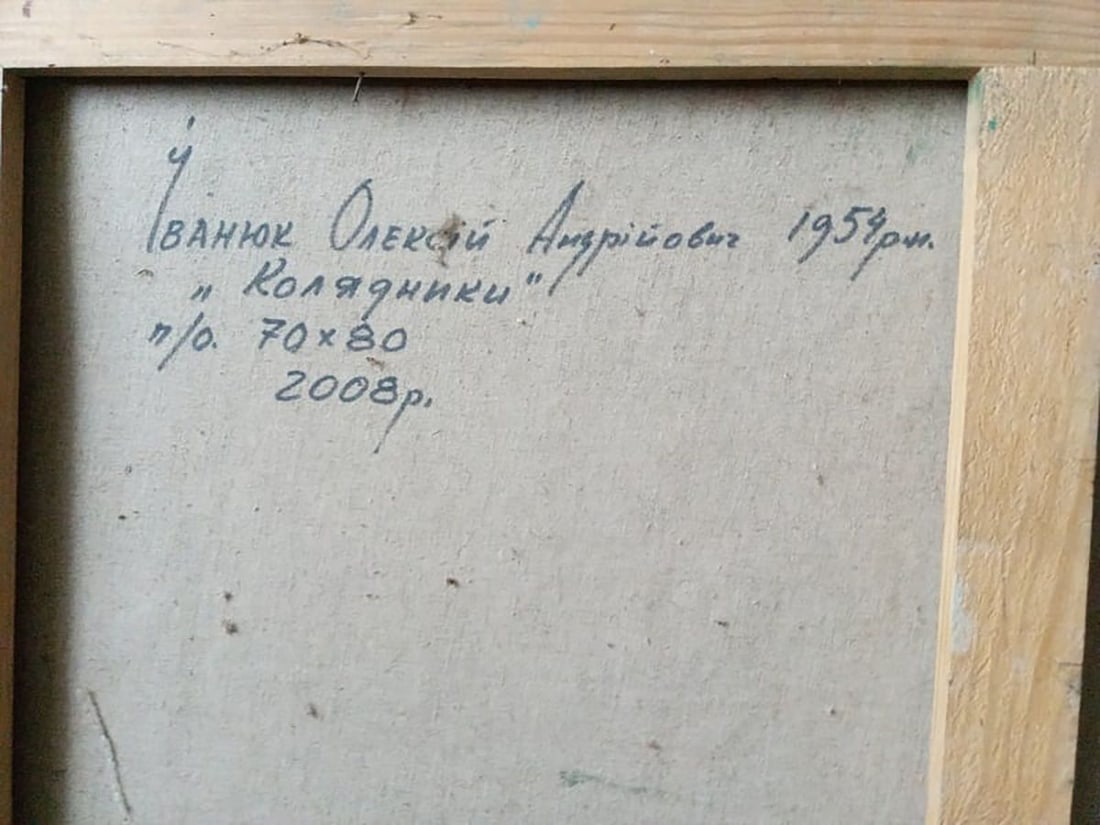 Іванюк Олексій Андрійович 1954р.н.
„Колядники"
п/о. 70×80
2008р.